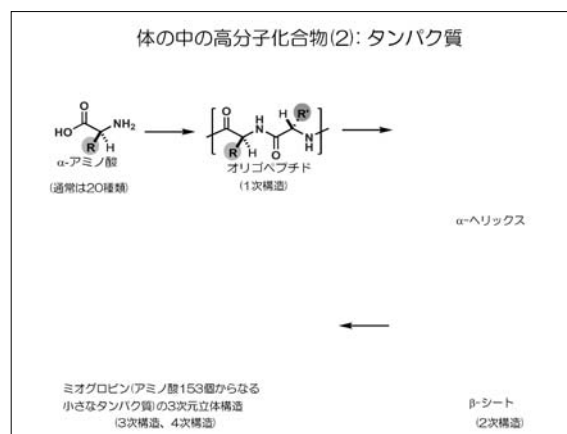 体の中の高分子化合物(2): タンパク質
O
HO
NH₂
R
H
α-アミノ酸
(通常は20種類)
O
H
N
R
H
O
H
R'
N
H
オリゴペプチド
(1次構造)
α-ヘリックス
ミオグロビン(アミノ酸153個からなる
小さなタンパク質)の3次元立体構造
(3次構造、4次構造)
β-シート
(2次構造)